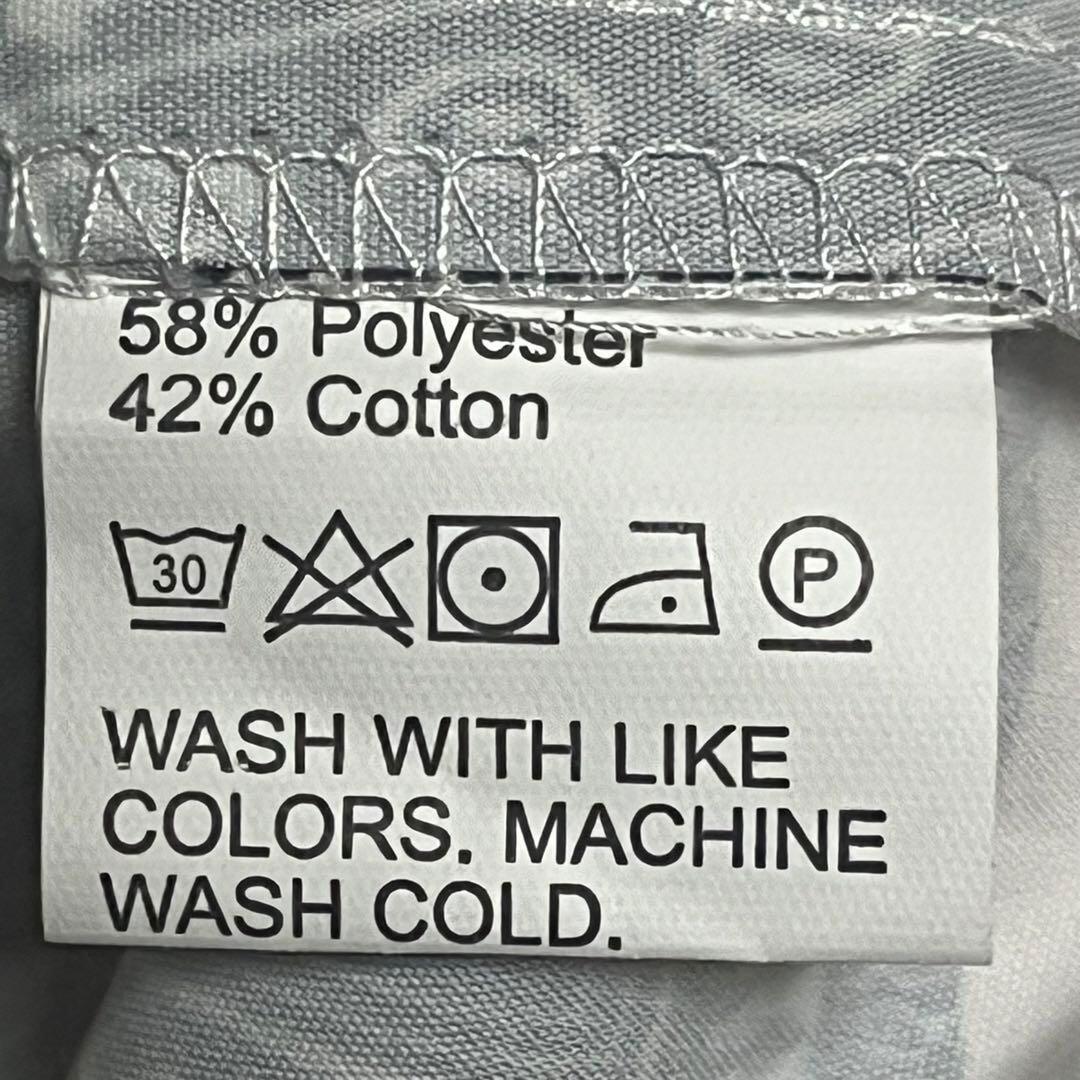 58% Polyester
42% Cotton
30 P
WASH WITH LIKE
COLORS. MACHINE
WASH COLD.